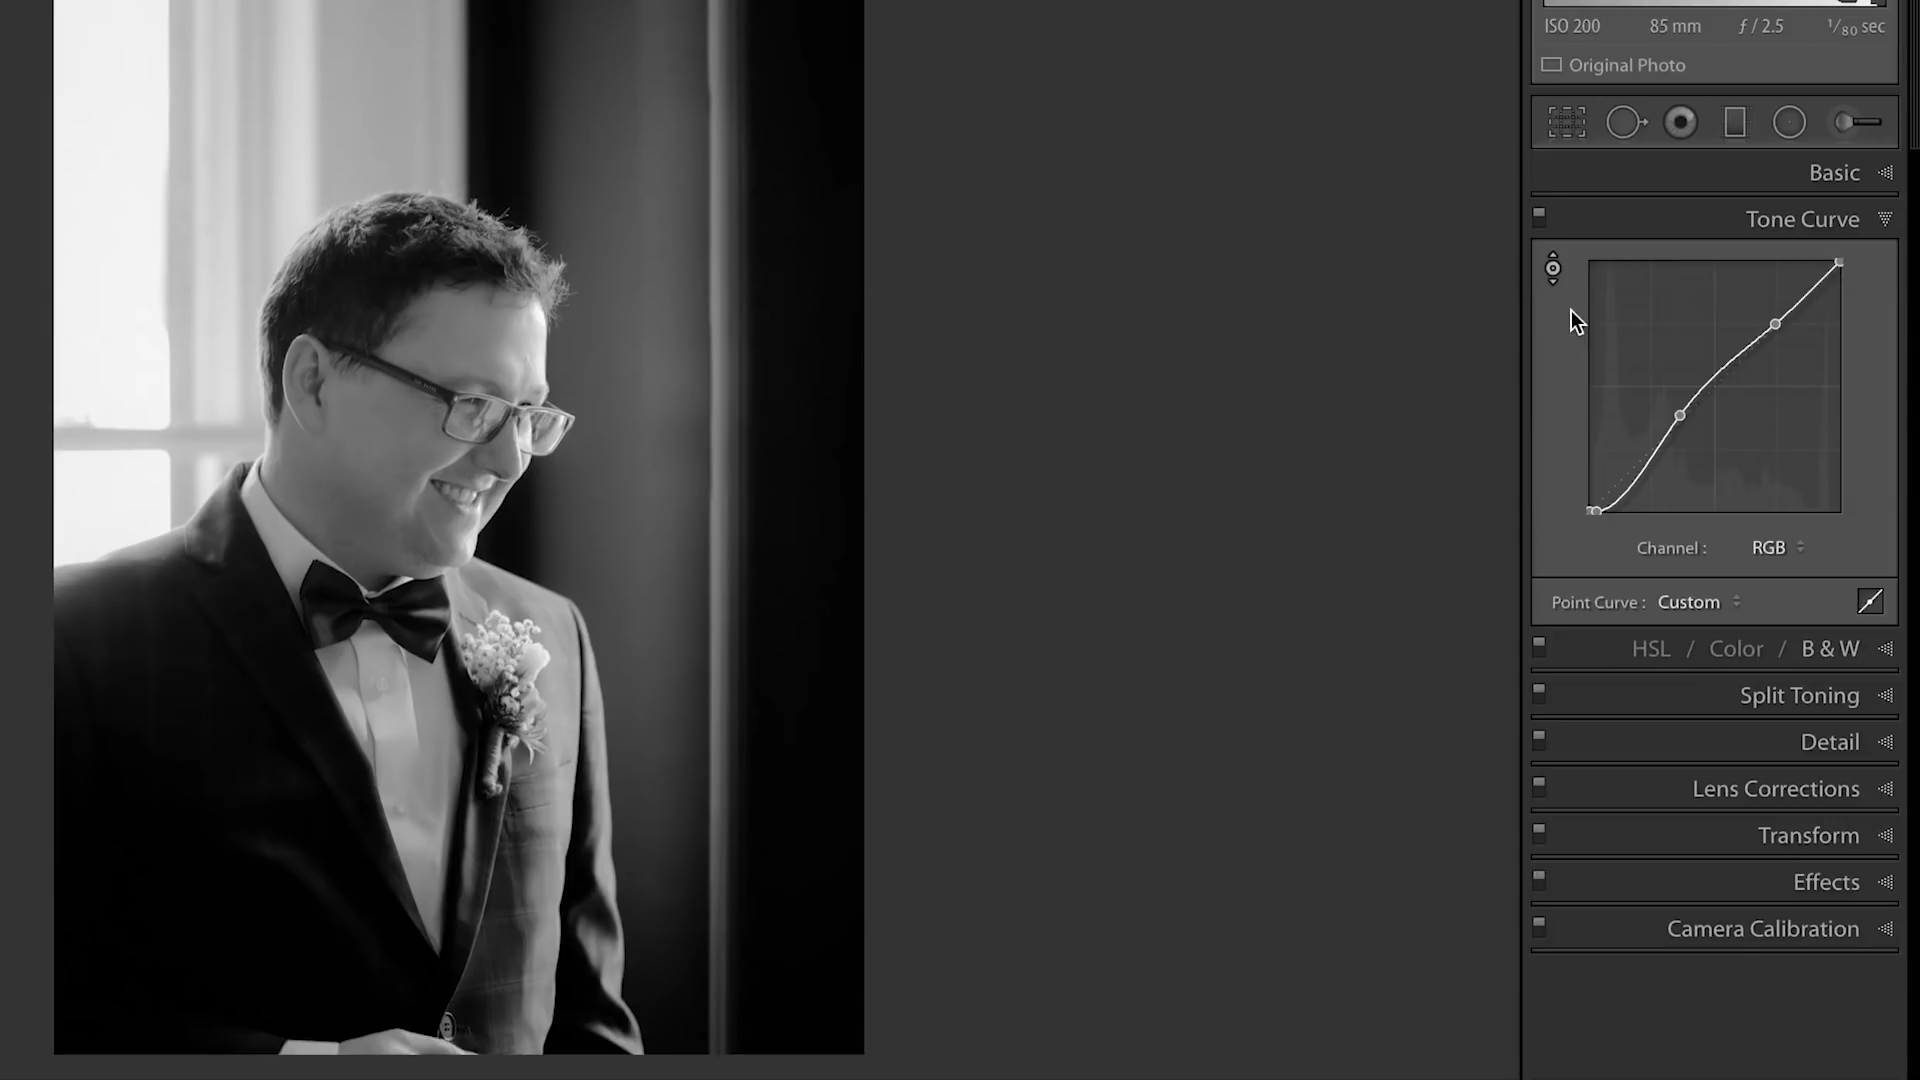 ISO 200 85 mm ƒ / 2.5 1/80 sec
Original Photo
Basic
Tone Curve
Channel : RGB
Point Curve : Custom
HSL / Color / B & W
Split Toning
Detail
Lens Corrections
Transform
Effects
Camera Calibration